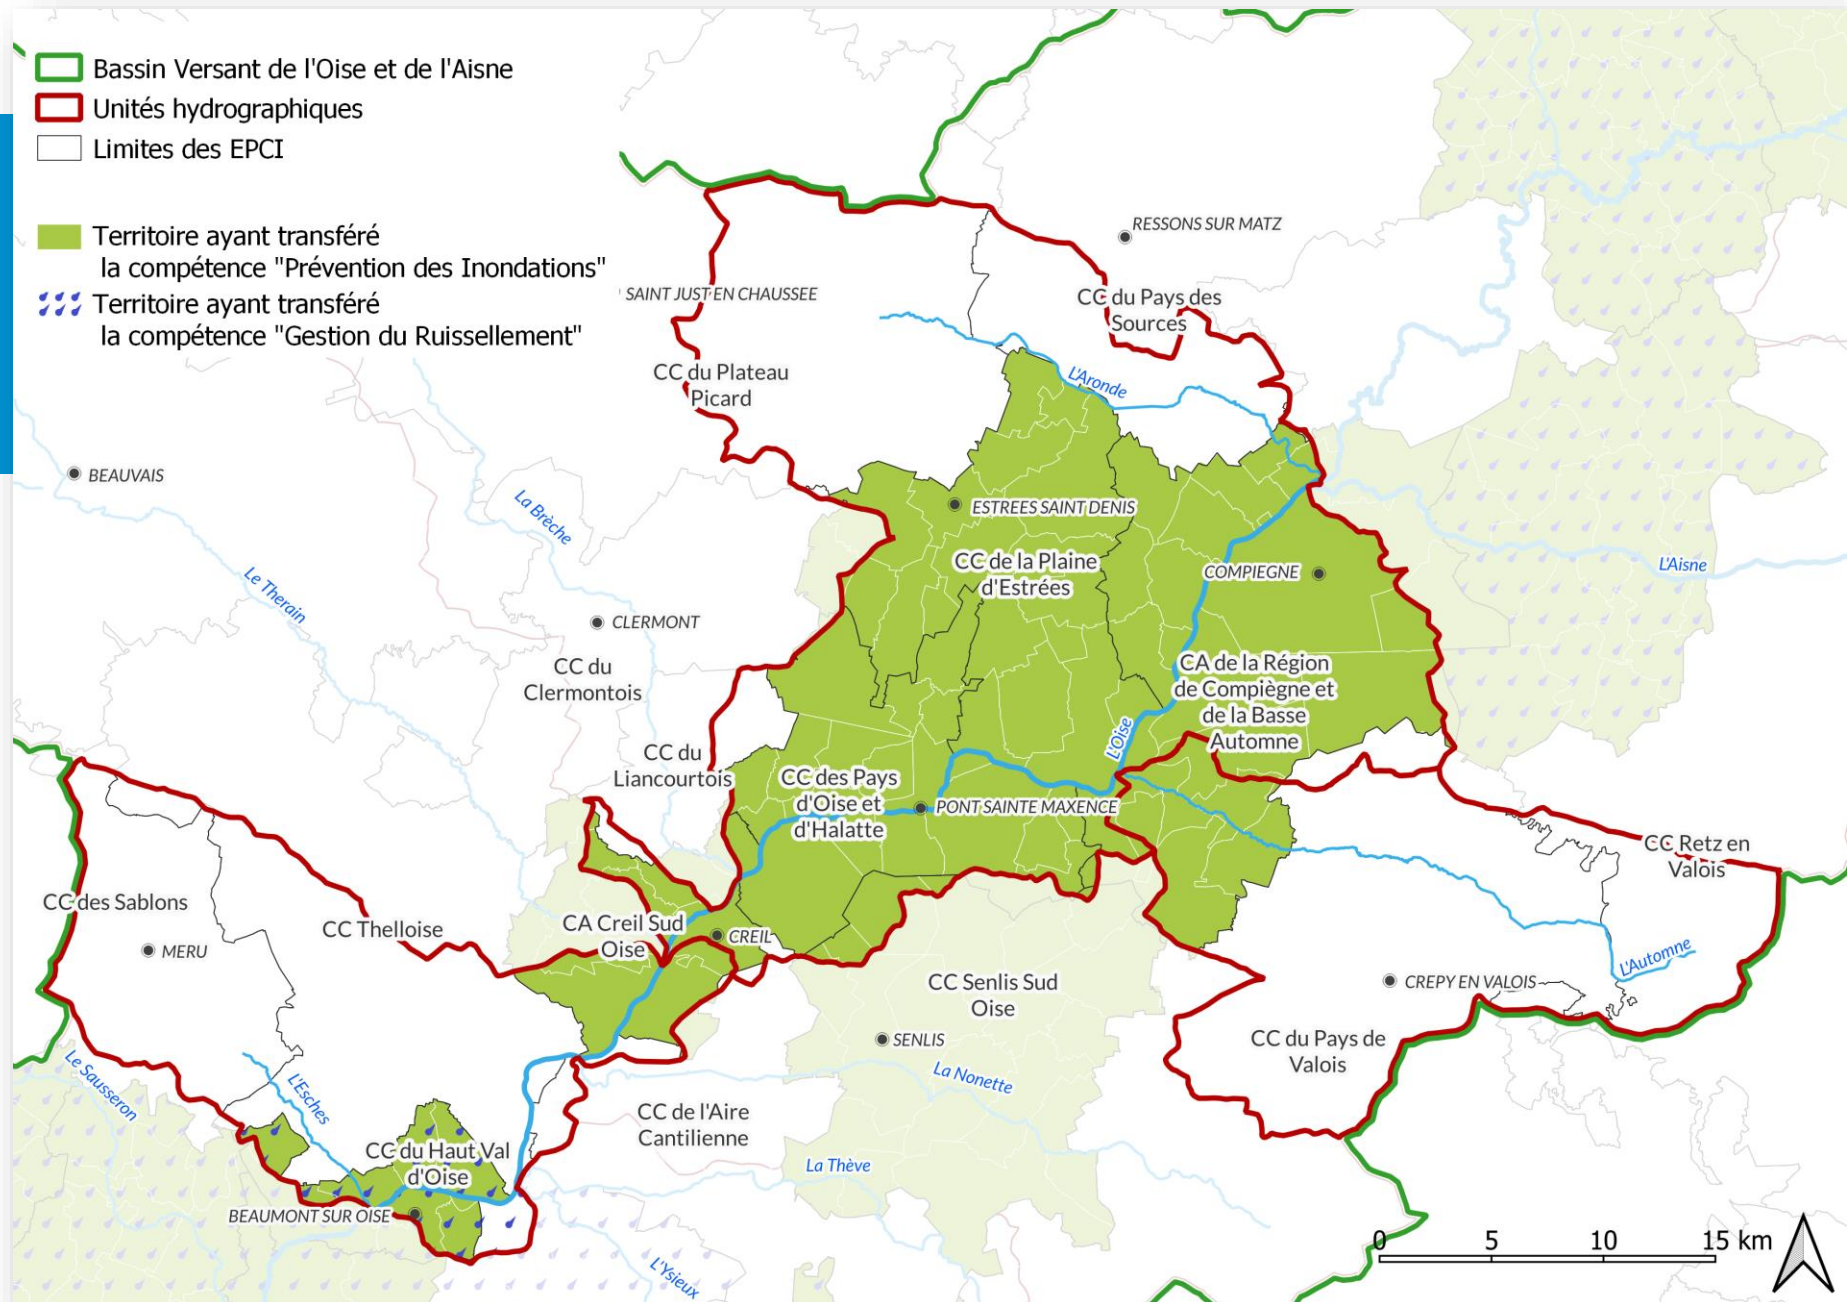 Bassin Versant de l'Oise et de l'Aisne
Unités hydrographiques
Limites des EPCI
Territoire ayant transféré
la compétence "Prévention des Inondations"
Territoire ayant transféré
la compétence "Gestion du Ruissellement"
RESSONS SUR MATZ
SAINT JUST EN CHAUSSEE
CC du Pays des
Sources
CC du Plateau
Picard
L'Aronde
BEAUVAIS
La Brèche
ESTREES SAINT DENIS
CC de la Plaine
d'Estrées
COMPIEGNE
L'Aisne
Le Therain
CLERMONT
CC du
Clermontois
CA de la Région
de Compiègne et
de la Basse
Automne
L'Oise
CC du
Liancourtois
CC des Pays
d'Oise et
d'Halatte
PONT SAINTE MAXENCE
CC Retz en
Valois
CC des Sablons
CC Thelloise
CA Creil Sud
Oise
CREIL
MERU
L'Automne
CREPY EN VALOIS
CC Senlis Sud
Oise
SENLIS
CC du Pays de
Valois
La Nonette
Le Sausseron
L'Esches
CC de l'Aire
Cantilienne
CC du Haut Val
d'Oise
La Thève
BEAUMONT SUR OISE
L'Ysieux
0 5 10 15 km